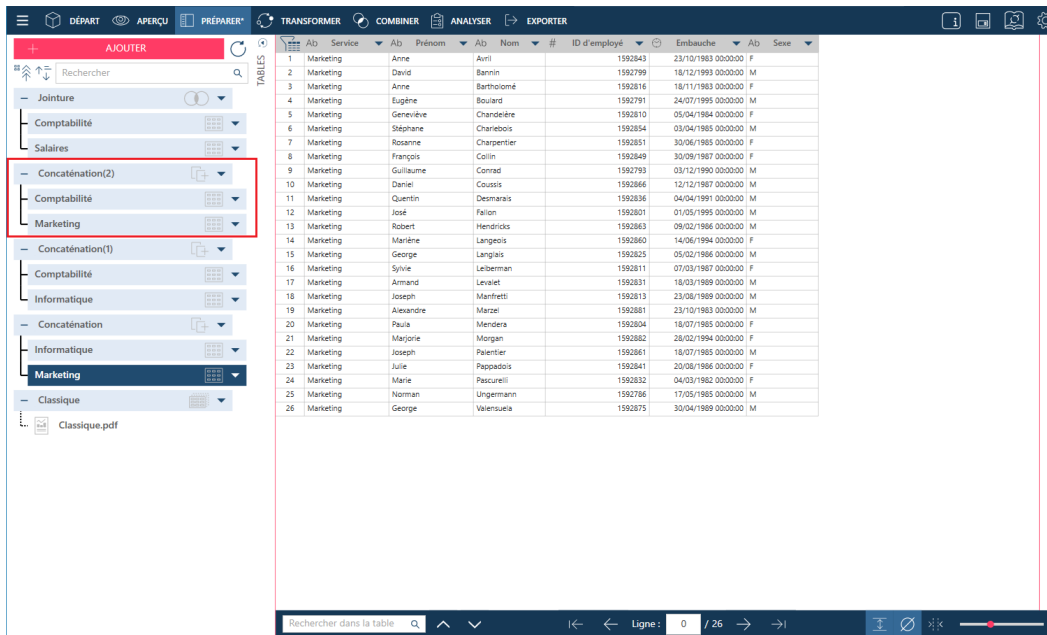 DÉPART APERÇU PRÉPARER* TRANSFORMER COMBINER ANALYSER EXPORTER
+ AJOUTER
TABLES
Rechercher
Jointure
Comptabilité
Salaires
Concaténation(2)
Comptabilité
Marketing
Concaténation(1)
Comptabilité
Informatique
Concaténation
Informatique
Marketing
Classique
Classique.pdf
Ab Service Ab Prénom Ab Nom # ID d'employé Embauche Ab Sexe
1 Marketing Anne Avril 1592843 23/10/1983 00:00:00 F
2 Marketing David Bannin 1592799 18/12/1993 00:00:00 M
3 Marketing Anne Bartholomé 1592816 18/11/1983 00:00:00 F
4 Marketing Eugène Boulard 1592791 24/07/1995 00:00:00 M
5 Marketing Geneviève Chandelère 1592810 05/04/1984 00:00:00 F
6 Marketing Stéphane Charlebois 1592854 03/04/1985 00:00:00 M
7 Marketing Rosanne Charpentier 1592851 30/06/1985 00:00:00 F
8 Marketing François Collin 1592849 30/09/1987 00:00:00 F
9 Marketing Guillaume Conrad 1592793 03/12/1990 00:00:00 M
10 Marketing Daniel Coussis 1592866 12/12/1987 00:00:00 M
11 Marketing Quentin Desmarais 1592836 04/04/1991 00:00:00 M
12 Marketing José Fallon 1592801 01/05/1995 00:00:00 M
13 Marketing Robert Hendricks 1592863 09/02/1986 00:00:00 M
14 Marketing Marlène Langeois 1592860 14/06/1994 00:00:00 F
15 Marketing George Langlais 1592825 05/02/1986 00:00:00 M
16 Marketing Sylvie Leiberman 1592811 07/03/1987 00:00:00 F
17 Marketing Armand Levalet 1592831 18/03/1989 00:00:00 M
18 Marketing Joseph Manfretti 1592813 23/08/1989 00:00:00 M
19 Marketing Alexandre Marzel 1592881 23/10/1983 00:00:00 M
20 Marketing Paula Mendera 1592804 18/07/1985 00:00:00 F
21 Marketing Marjorie Morgan 1592882 28/02/1994 00:00:00 F
22 Marketing Joseph Palentier 1592861 18/07/1985 00:00:00 M
23 Marketing Julie Pappadois 1592841 20/08/1986 00:00:00 F
24 Marketing Marie Pascurelli 1592832 04/03/1982 00:00:00 F
25 Marketing Norman Ungermann 1592786 17/05/1985 00:00:00 M
26 Marketing George Valensuela 1592875 30/04/1989 00:00:00 M
Rechercher dans la table Ligne : 0 / 26